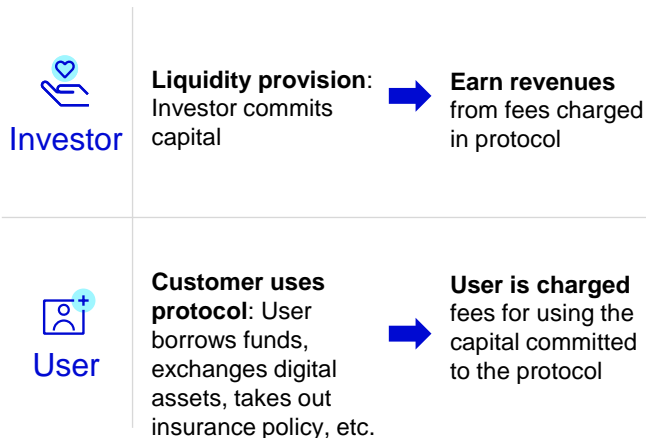 Investor
Liquidity provision:
Investor commits
capital
Earn revenues
from fees charged
in protocol
User
Customer uses
protocol: User
borrows funds,
exchanges digital
assets, takes out
insurance policy, etc.
User is charged
fees for using the
capital committed
to the protocol